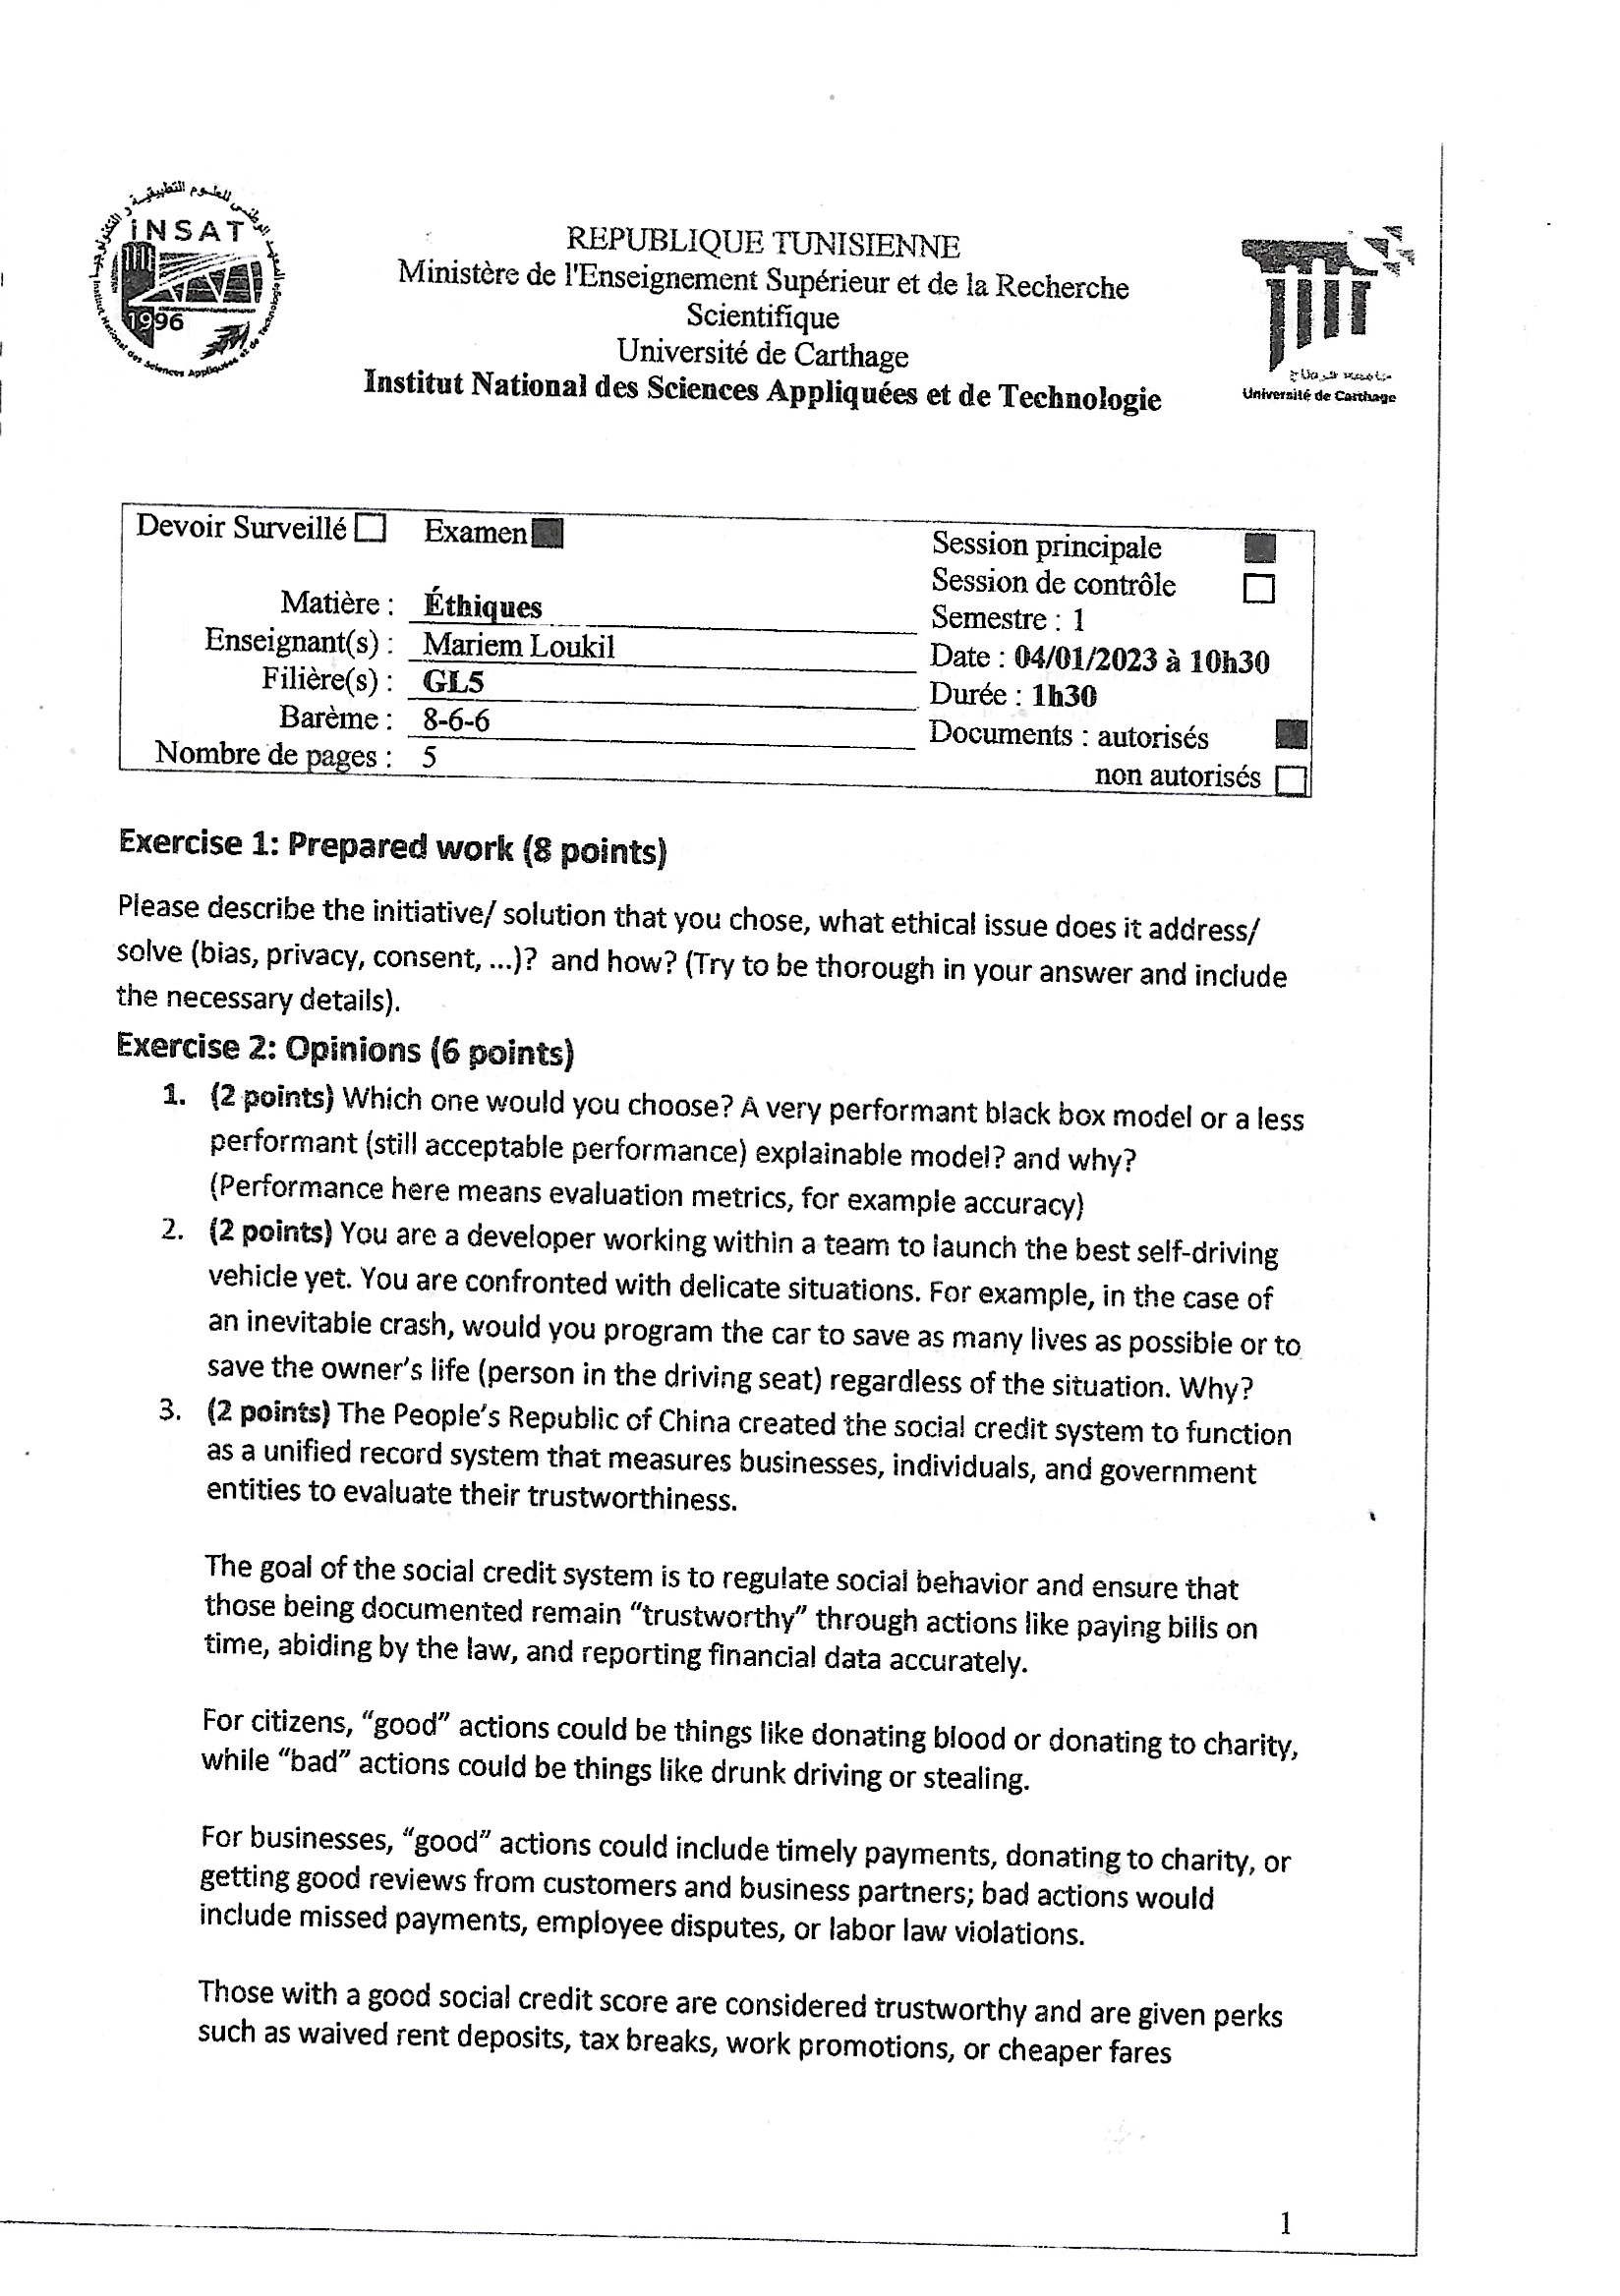 المعهد الوطني للعلوم التطبيقية و التكنولوجيا
iNSAT
1996
Institut National des Sciences Appliquées et de Technologie
REPUBLIQUE TUNISIENNE
Ministère de l'Enseignement Supérieur et de la Recherche
Scientifique
Université de Carthage
Institut National des Sciences Appliquées et de Technologie
Université de Carthage
Devoir Surveillé Examen
Session principale
Session de contrôle
Matière : Éthiques
Semestre : 1
Enseignant(s) : Mariem Loukil
Date : 04/01/2023 à 10h30
Filière(s) : GL5
Durée : 1h30
Barème : 8-6-6
Documents : autorisés
Nombre de pages : 5
non autorisés
Exercise 1: Prepared work (8 points)
Please describe the initiative/ solution that you chose, what ethical issue does it address/
solve (bias, privacy, consent, ...)? and how? (Try to be thorough in your answer and include
the necessary details).
Exercise 2: Opinions (6 points)
1. (2 points) Which one would you choose? A very performant black box model or a less
performant (still acceptable performance) explainable model? and why?
(Performance here means evaluation metrics, for example accuracy)
2. (2 points) You are a developer working within a team to launch the best self-driving
vehicle yet. You are confronted with delicate situations. For example, in the case of
an inevitable crash, would you program the car to save as many lives as possible or to
save the owner's life (person in the driving seat) regardless of the situation. Why?
3. (2 points) The People's Republic of China created the social credit system to function
as a unified record system that measures businesses, individuals, and government
entities to evaluate their trustworthiness.
The goal of the social credit system is to regulate social behavior and ensure that
those being documented remain "trustworthy" through actions like paying bills on
time, abiding by the law, and reporting financial data accurately.
For citizens, "good" actions could be things like donating blood or donating to charity,
while "bad" actions could be things like drunk driving or stealing.
For businesses, "good" actions could include timely payments, donating to charity, or
getting good reviews from customers and business partners; bad actions would
include missed payments, employee disputes, or labor law violations.
Those with a good social credit score are considered trustworthy and are given perks
such as waived rent deposits, tax breaks, work promotions, or cheaper fares
1